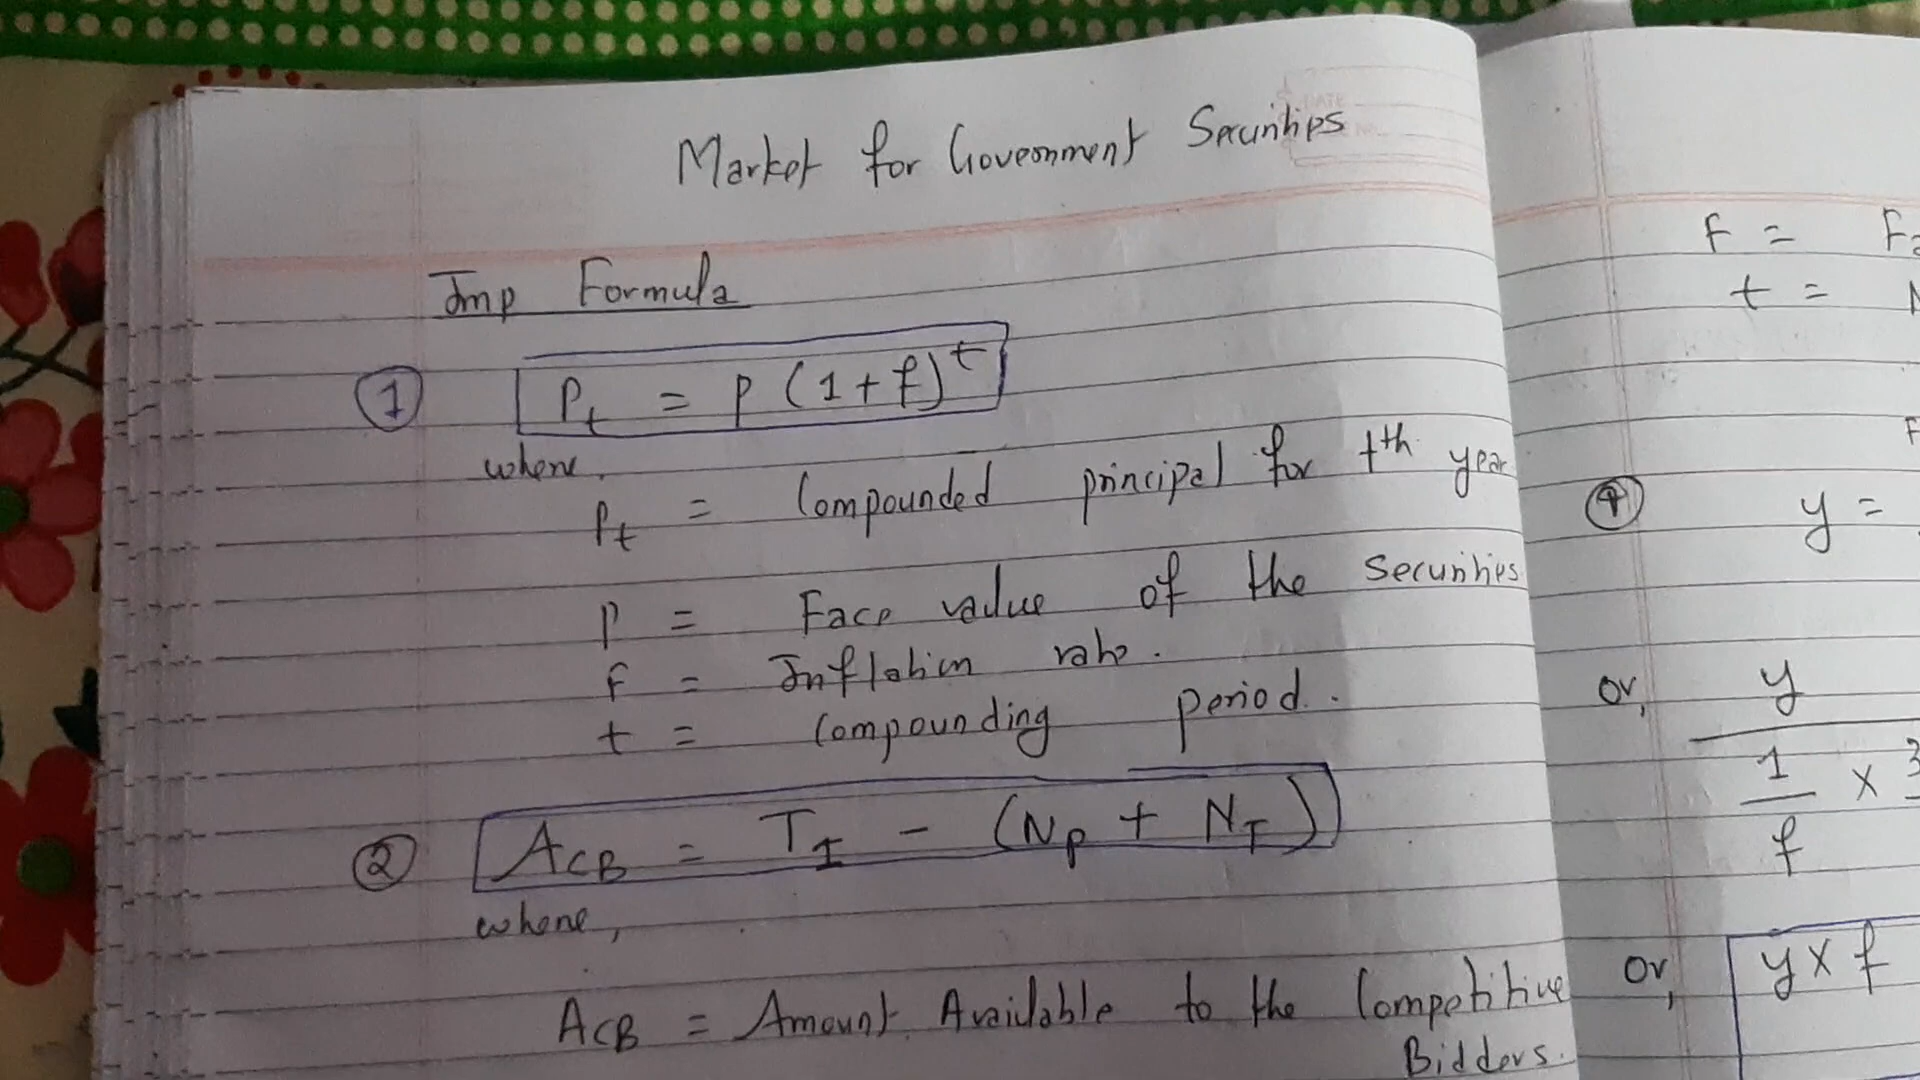 Market for Government Securities
Imp Formula
① Pt = P (1 + f)^t
where,
Pt = Compounded principal for tth year
P = Face value of the Securities
f = Inflation rate.
t = Compounding period.
② ACB = TI - (NP + NI)
where,
ACB = Amount Available to the Competitive
Bidders.
F =
t =
④ y =
or, y
1 x
f
or, y x f